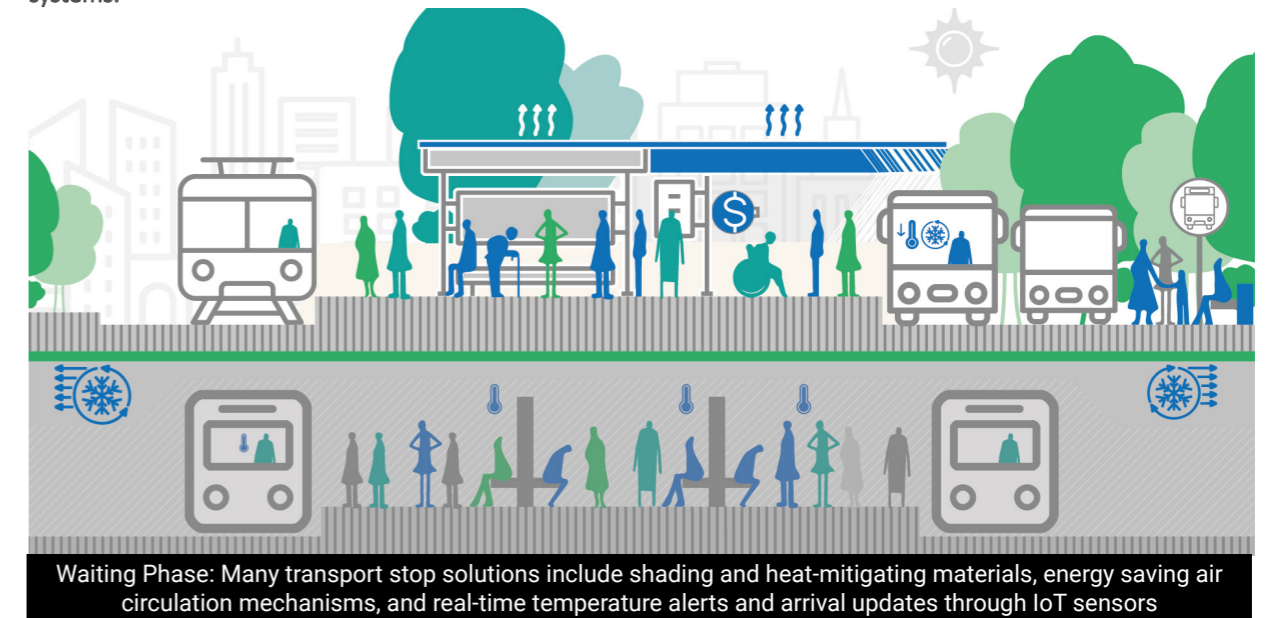 systems.
$
Waiting Phase: Many transport stop solutions include shading and heat-mitigating materials, energy saving air
circulation mechanisms, and real-time temperature alerts and arrival updates through IoT sensors